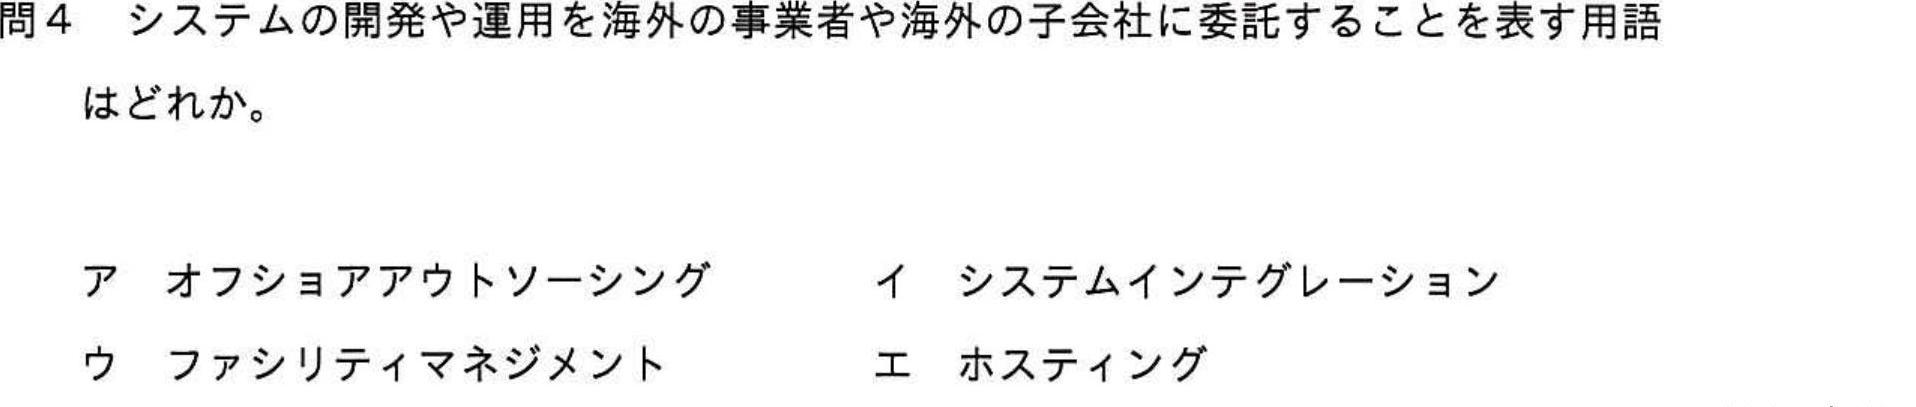 問４　システムの開発や運用を海外の事業者や海外の子会社に委託することを表す用語
はどれか。
ア　オフショアアウトソーシング　　　　イ　システムインテグレーション
ウ　ファシリティマネジメント　　　　　エ　ホスティング